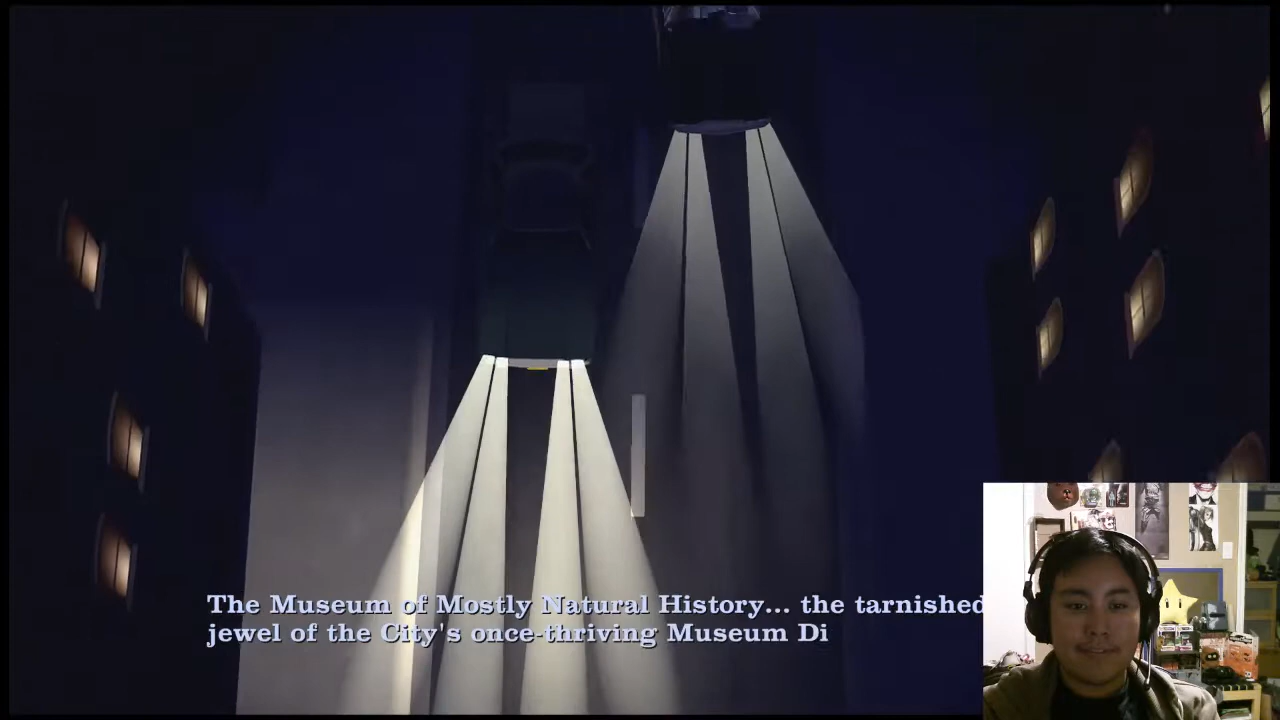 The Museum of Mostly Natural History... the tarnished
jewel of the City's once-thriving Museum Di